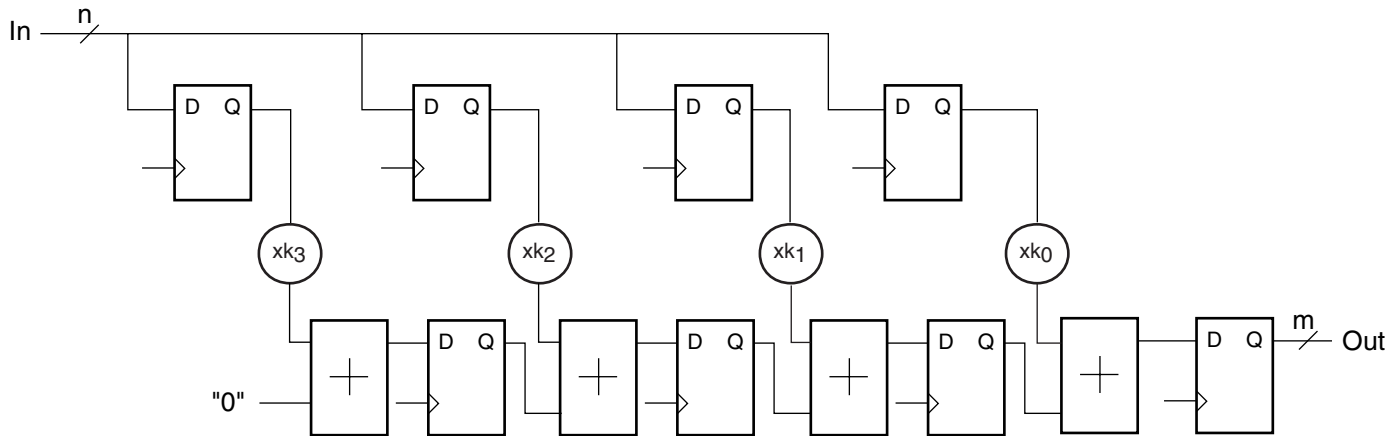 n
In
D Q D Q D Q D Q
xk3 xk2 xk1 xk0
m
D Q D Q D Q D Q Out
+ + + +
"0"